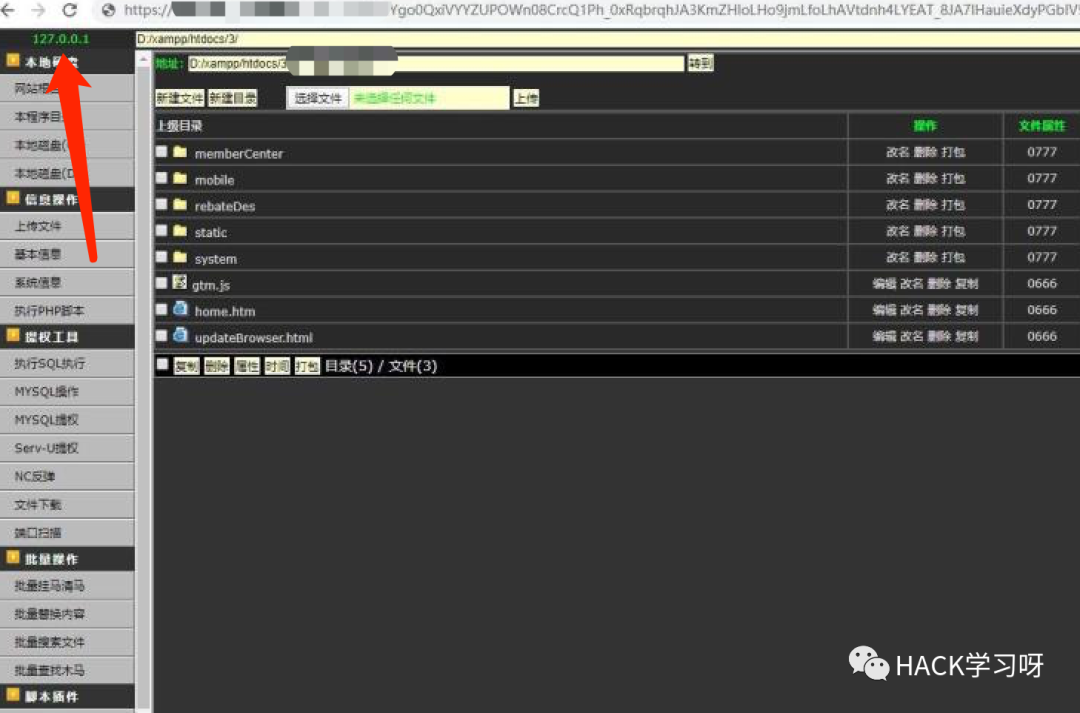 https://
Ygo0QxiVYYZUPOWn08CrcQ1Ph_0xRqbrqhJA3KmZHloLHo9jmLfoLhAVtdnh4LYEAT_8JA7lHauieXdyPGblV
127.0.0.1
D:/xampp/htdocs/3/
本地
地址: D:/xampp/htdocs/3 转到
网站
本程序目
本地磁盘(
本地磁盘(D
新建文件 新建目录 选择文件 未选择任何文件 上传
上级目录 操作 文件属性
memberCenter 改名 删除 打包 0777
mobile 改名 删除 打包 0777
rebateDes 改名 删除 打包 0777
static 改名 删除 打包 0777
system 改名 删除 打包 0777
gtm.js 编辑 改名 删除 复制 0666
home.htm 编辑 改名 删除 复制 0666
updateBrowser.html 编辑 改名 删除 复制 0666
复制 删除 属性 时间 打包 目录(5) / 文件(3)
信息操作
上传文件
基本信息
系统信息
执行PHP脚本
提权工具
执行SQL执行
MYSQL操作
MYSQL提权
Serv-U提权
NC反弹
文件下载
端口扫描
批量操作
批量挂马清马
批量替换内容
批量搜索文件
批量查找木马
脚本插件
HACK学习呀